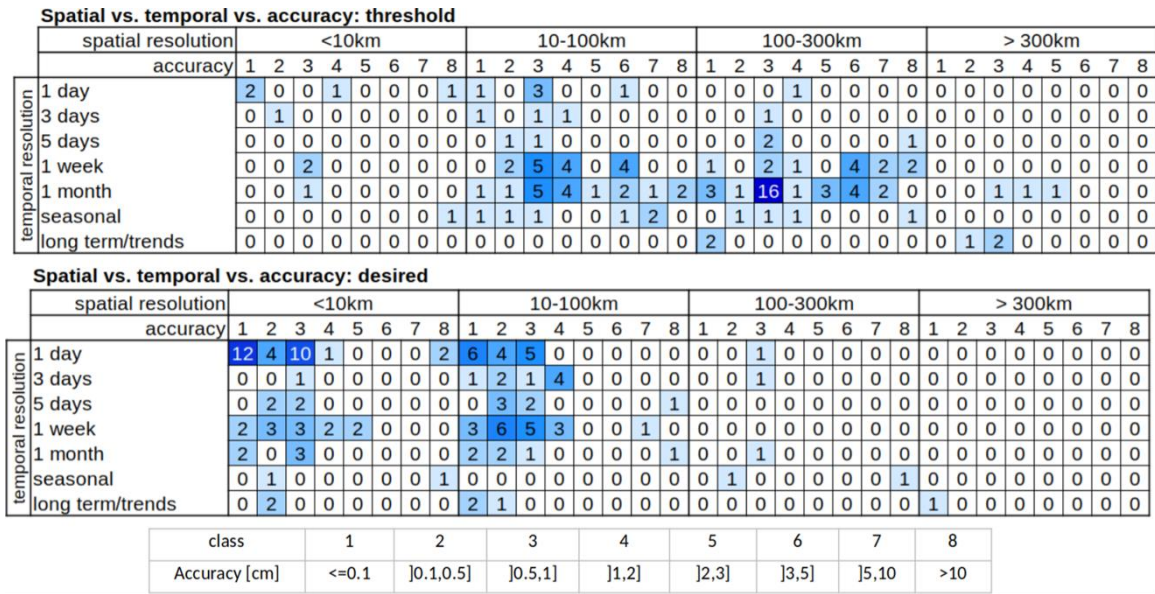 Spatial vs. temporal vs. accuracy: threshold
spatial resolution <10km 10-100km 100-300km > 300km
accuracy 1 2 3 4 5 6 7 8 1 2 3 4 5 6 7 8 1 2 3 4 5 6 7 8 1 2 3 4 5 6 7 8
temporal resolution
1 day 2 0 0 1 0 0 0 1 1 0 3 0 0 1 0 0 0 0 0 1 0 0 0 0 0 0 0 0 0 0 0 0
3 days 0 1 0 0 0 0 0 0 1 0 1 1 0 0 0 0 0 0 1 0 0 0 0 0 0 0 0 0 0 0 0 0
5 days 0 0 0 0 0 0 0 0 0 1 1 0 0 0 0 0 0 0 2 0 0 0 0 1 0 0 0 0 0 0 0 0
1 week 0 0 2 0 0 0 0 0 0 2 5 4 0 4 0 0 1 0 2 1 0 4 2 2 0 0 0 0 0 0 0 0
1 month 0 0 1 0 0 0 0 0 1 1 5 4 1 2 1 2 3 1 16 1 3 4 2 0 0 0 1 1 1 0 0 0
seasonal 0 0 0 0 0 0 0 1 1 1 1 0 0 1 2 0 0 1 1 1 0 0 0 1 0 0 0 0 0 0 0 0
long term/trends 0 0 0 0 0 0 0 0 0 0 0 0 0 0 0 0 2 0 0 0 0 0 0 0 0 1 2 0 0 0 0 0
Spatial vs. temporal vs. accuracy: desired
spatial resolution <10km 10-100km 100-300km > 300km
accuracy 1 2 3 4 5 6 7 8 1 2 3 4 5 6 7 8 1 2 3 4 5 6 7 8 1 2 3 4 5 6 7 8
temporal resolution
1 day 12 4 10 1 0 0 0 2 6 4 5 0 0 0 0 0 0 0 1 0 0 0 0 0 0 0 0 0 0 0 0 0
3 days 0 0 1 0 0 0 0 0 1 2 1 4 0 0 0 0 0 0 1 0 0 0 0 0 0 0 0 0 0 0 0 0
5 days 0 2 2 0 0 0 0 0 0 3 2 0 0 0 0 1 0 0 0 0 0 0 0 0 0 0 0 0 0 0 0 0
1 week 2 3 3 2 2 0 0 0 3 6 5 3 0 0 1 0 0 0 0 0 0 0 0 0 0 0 0 0 0 0 0 0
1 month 2 0 3 0 0 0 0 0 2 2 1 0 0 0 0 1 0 0 1 0 0 0 0 0 0 0 0 0 0 0 0 0
seasonal 0 1 0 0 0 0 0 1 0 0 0 0 0 0 0 0 0 1 0 0 0 0 0 1 0 0 0 0 0 0 0 0
long term/trends 0 2 0 0 0 0 0 0 2 1 0 0 0 0 0 0 0 0 0 0 0 0 0 0 1 0 0 0 0 0 0 0
class 1 2 3 4 5 6 7 8
Accuracy [cm] <=0.1 ]0.1,0.5] ]0.5,1] ]1,2] ]2,3] ]3,5] ]5,10 >10